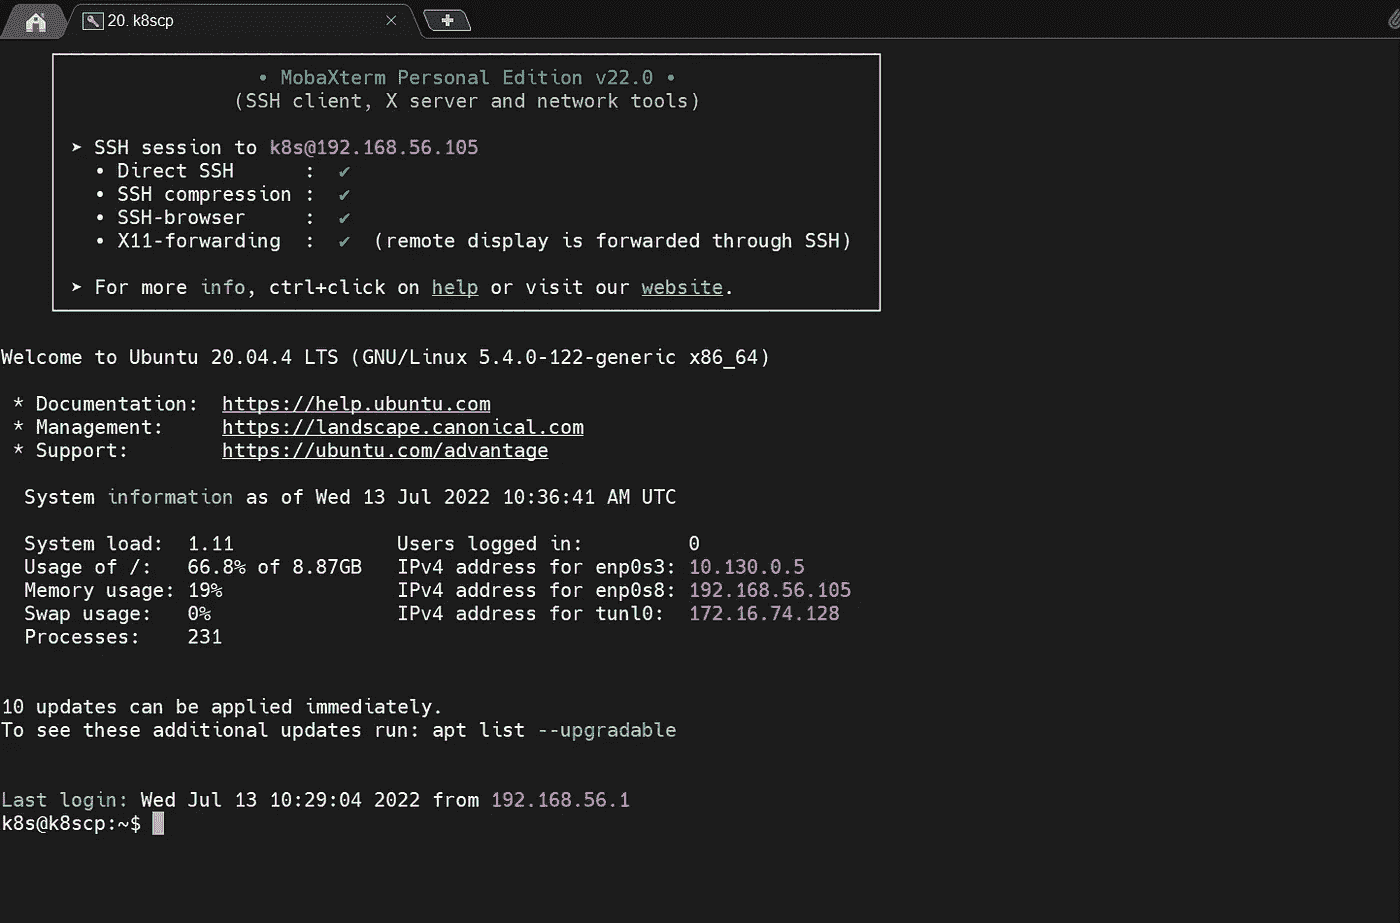 20. k8scp
• MobaXterm Personal Edition v22.0 •
(SSH client, X server and network tools)
➤ SSH session to k8s@192.168.56.105
• Direct SSH : ✔
• SSH compression : ✔
• SSH-browser : ✔
• X11-forwarding : ✔ (remote display is forwarded through SSH)
➤ For more info, ctrl+click on help or visit our website.
Welcome to Ubuntu 20.04.4 LTS (GNU/Linux 5.4.0-122-generic x86_64)
* Documentation: https://help.ubuntu.com
* Management: https://landscape.canonical.com
* Support: https://ubuntu.com/advantage
System information as of Wed 13 Jul 2022 10:36:41 AM UTC
System load: 1.11 Users logged in: 0
Usage of /: 66.8% of 8.87GB IPv4 address for enp0s3: 10.130.0.5
Memory usage: 19% IPv4 address for enp0s8: 192.168.56.105
Swap usage: 0% IPv4 address for tunl0: 172.16.74.128
Processes: 231
10 updates can be applied immediately.
To see these additional updates run: apt list --upgradable
Last login: Wed Jul 13 10:29:04 2022 from 192.168.56.1
k8s@k8scp:~$